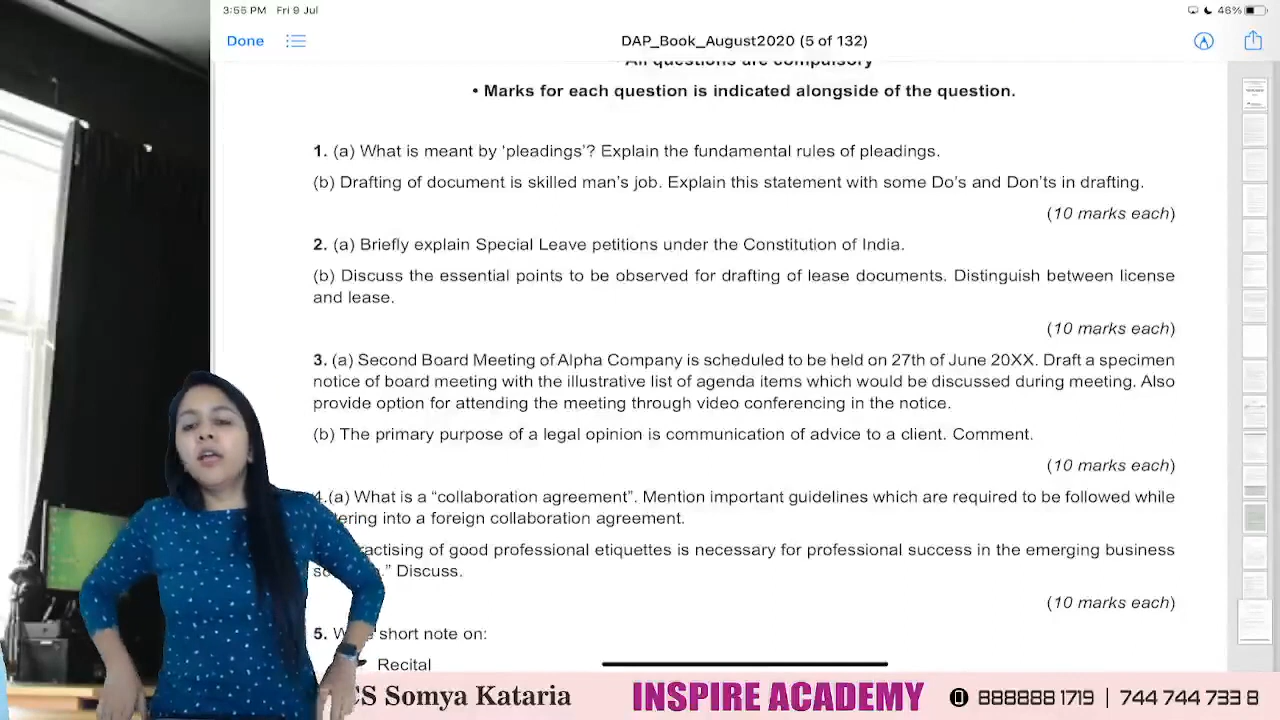 3:55 PM Fri 9 Jul
46%
Done
DAP_Book_August2020 (5 of 132)
• All questions are compulsory
• Marks for each question is indicated alongside of the question.
1. (a) What is meant by ‘pleadings’? Explain the fundamental rules of pleadings.
(b) Drafting of document is skilled man’s job. Explain this statement with some Do’s and Don’ts in drafting.
(10 marks each)
2. (a) Briefly explain Special Leave petitions under the Constitution of India.
(b) Discuss the essential points to be observed for drafting of lease documents. Distinguish between license
and lease.
(10 marks each)
3. (a) Second Board Meeting of Alpha Company is scheduled to be held on 27th of June 20XX. Draft a specimen
notice of board meeting with the illustrative list of agenda items which would be discussed during meeting. Also
provide option for attending the meeting through video conferencing in the notice.
(b) The primary purpose of a legal opinion is communication of advice to a client. Comment.
(10 marks each)
4.(a) What is a “collaboration agreement”. Mention important guidelines which are required to be followed while
tering into a foreign collaboration agreement.
ractising of good professional etiquettes is necessary for professional success in the emerging business
” Discuss.
(10 marks each)
5. short note on:
Recital
CS Somya Kataria
INSPIRE ACADEMY
888888 1719 | 744 744 733 8